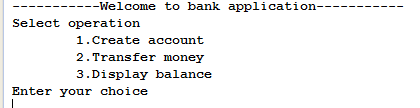 -----------Welcome to bank application-----------
Select operation
1.Create account
2.Transfer money
3.Display balance
Enter your choice